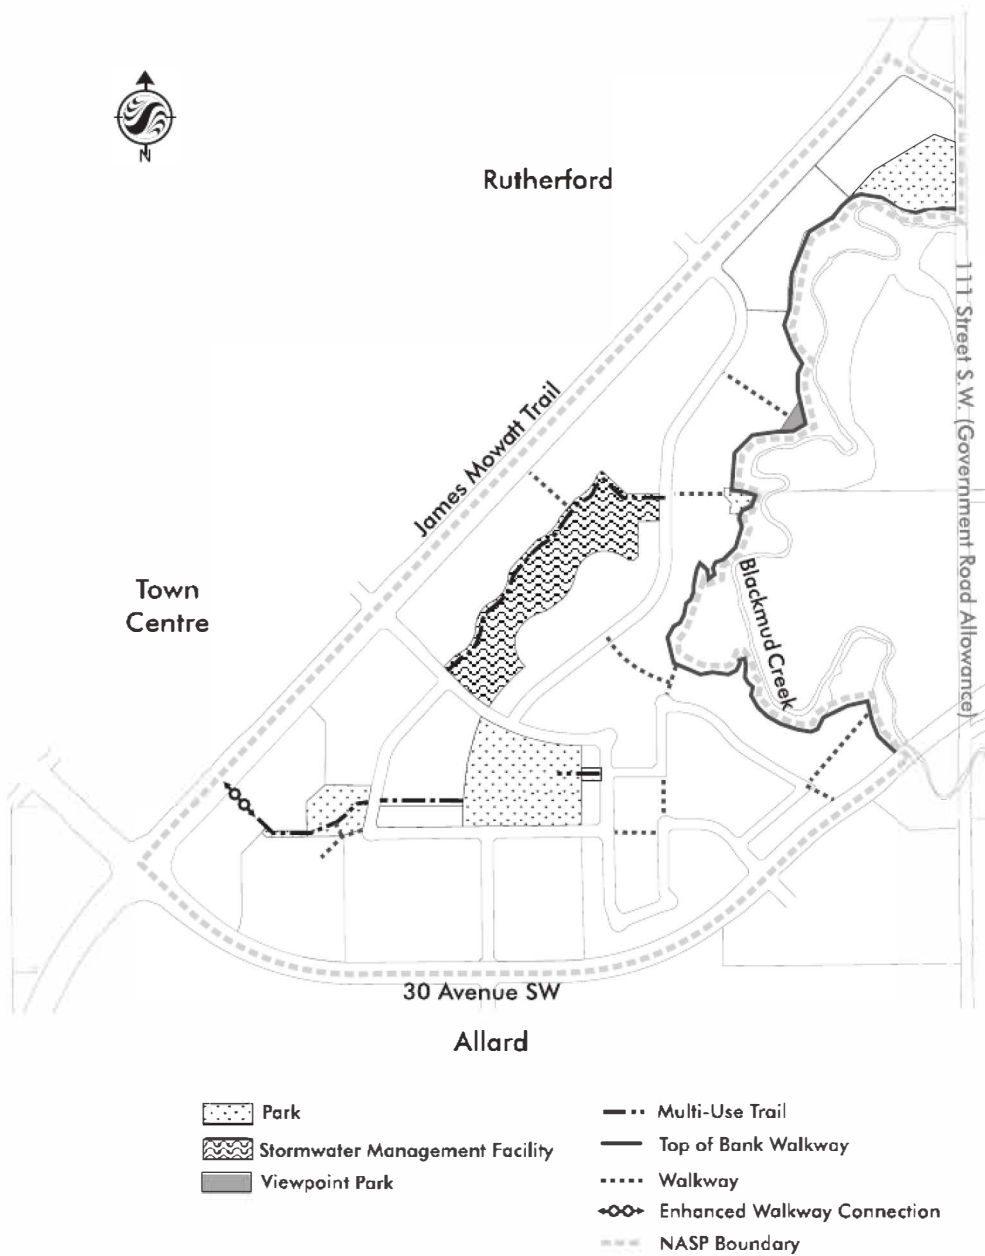 N
Rutherford
111 Street S.W. (Government Road Allowance)
James Mowatt Trail
Town
Centre
Blackmud Creek
30 Avenue SW
Allard
Park
Stormwater Management Facility
Viewpoint Park
Multi-Use Trail
Top of Bank Walkway
Walkway
Enhanced Walkway Connection
NASP Boundary